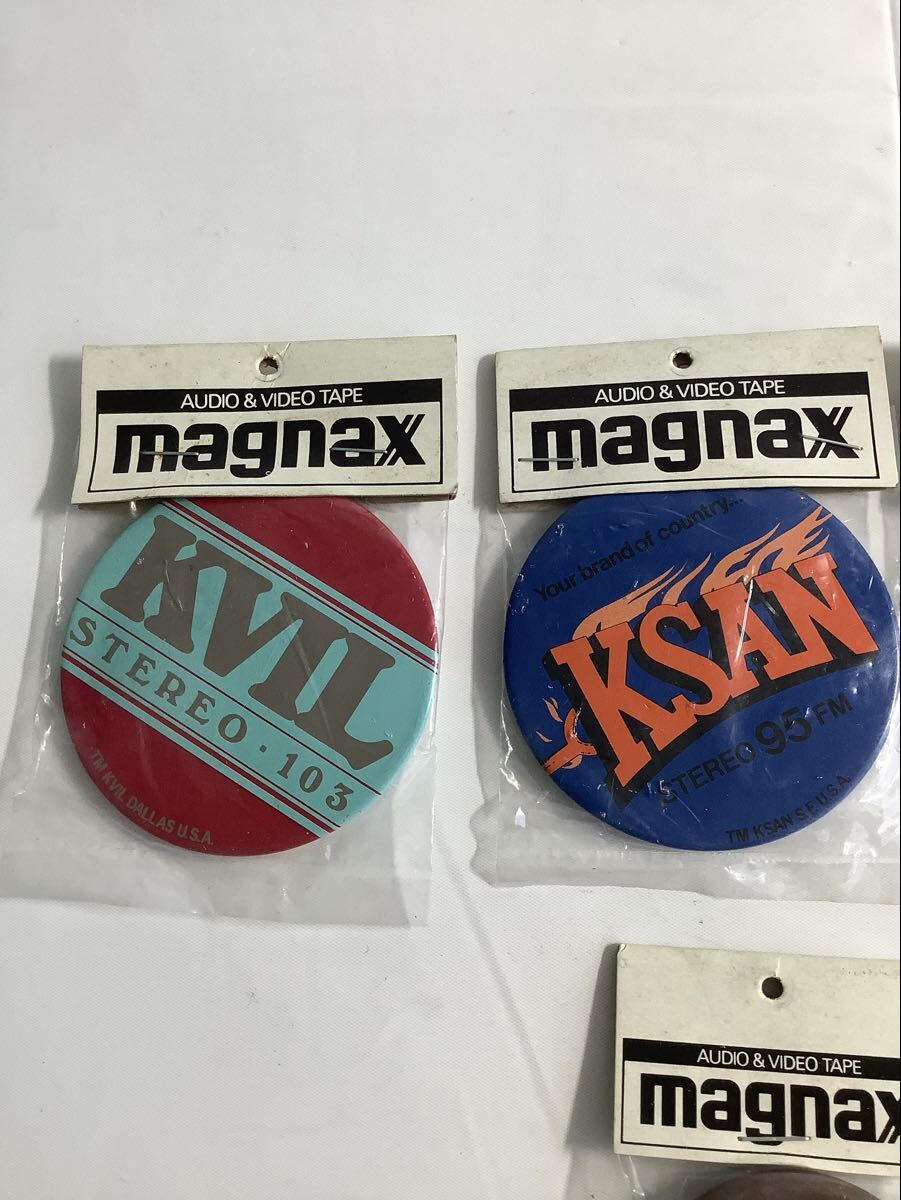 AUDIO & VIDEO TAPE
magnax
KVIL
STEREO · 103
TM KVIL DALLAS U.S.A.
AUDIO & VIDEO TAPE
magnax
Your brand of country...
KSAN
STEREO 95 FM
TM KSAN S.F. U.S.A.
AUDIO & VIDEO TAPE
magnax